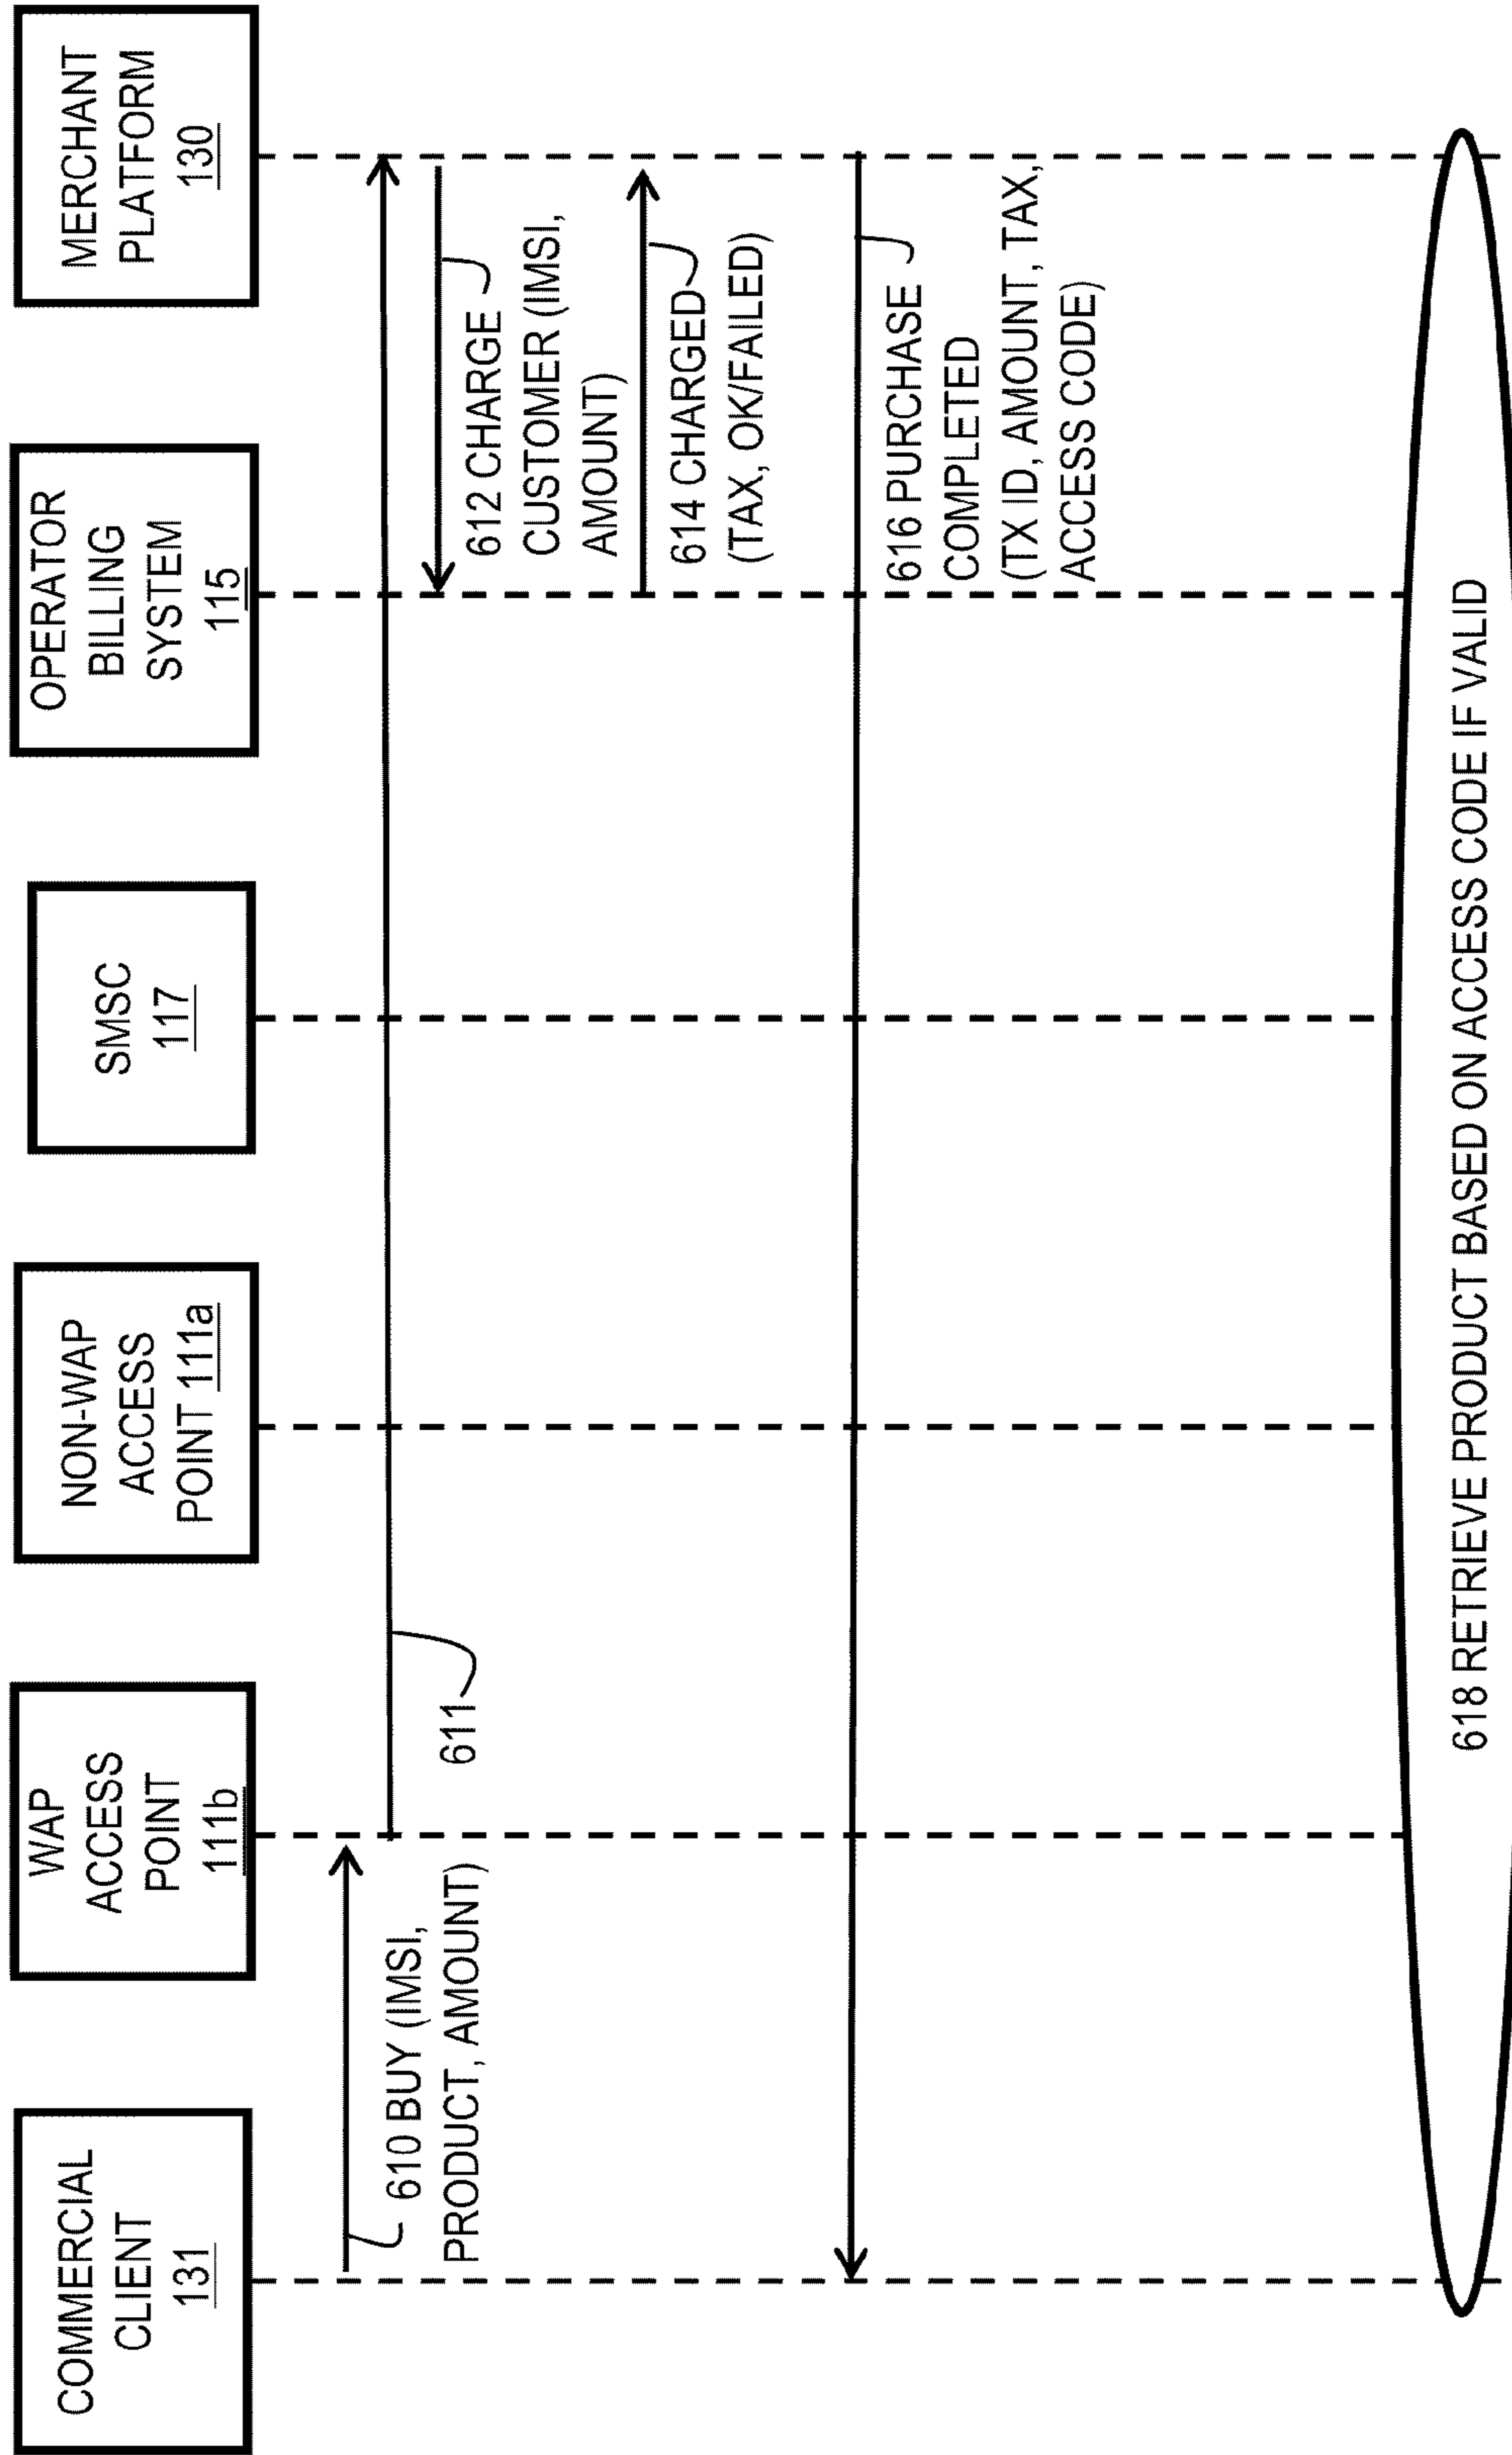 COMMERCIAL
CLIENT
131
WAP
ACCESS
POINT
111b
NON-WAP
ACCESS
POINT 111a
SMSC
117
OPERATOR
BILLING
SYSTEM
115
MERCHANT
PLATFORM
130
610 BUY (IMSI,
PRODUCT, AMOUNT)
611
612 CHARGE
CUSTOMER (IMSI,
AMOUNT)
614 CHARGED
(TAX, OK/FAILED)
616 PURCHASE
COMPLETED
(TX ID, AMOUNT, TAX,
ACCESS CODE)
618 RETRIEVE PRODUCT BASED ON ACCESS CODE IF VALID